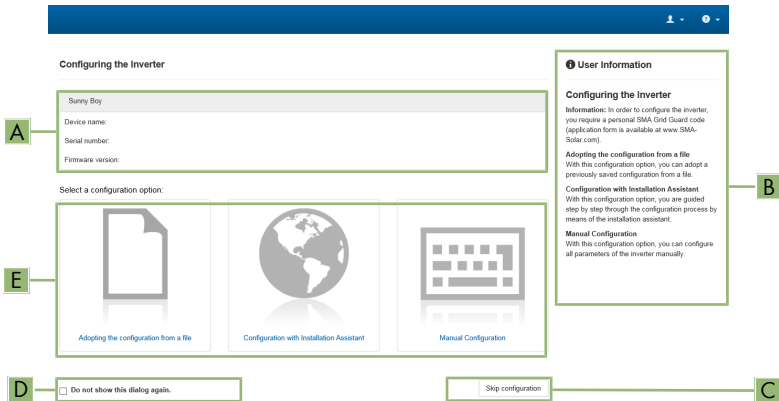 Configuring the Inverter
A
Sunny Boy
Device name:
Serial number:
Firmware version:
Select a configuration option:
E
Adopting the configuration from a file
Configuration with Installation Assistant
Manual Configuration
D
Do not show this dialog again.
Skip configuration
C
User Information
Configuring the Inverter
Information: In order to configure the inverter,
you require a personal SMA Grid Guard code
(application form is available at www.SMA-
Solar.com).
Adopting the configuration from a file
With this configuration option, you can adopt a
previously saved configuration from a file.
Configuration with Installation Assistant
With this configuration option, you are guided
step by step through the configuration process by
means of the installation assistant.
Manual Configuration
With this configuration option, you can configure
all parameters of the inverter manually.
B